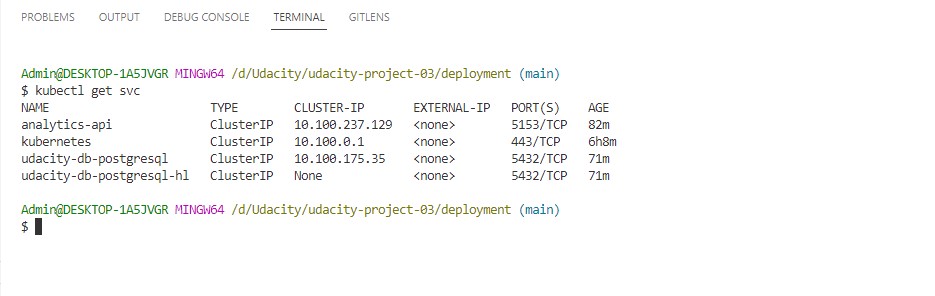 PROBLEMS OUTPUT DEBUG CONSOLE TERMINAL GITLENS
Admin@DESKTOP-1A5JVGR MINGW64 /d/Udacity/udacity-project-03/deployment (main)
$ kubectl get svc
NAME TYPE CLUSTER-IP EXTERNAL-IP PORT(S) AGE
analytics-api ClusterIP 10.100.237.129 <none> 5153/TCP 82m
kubernetes ClusterIP 10.100.0.1 <none> 443/TCP 6h8m
udacity-db-postgresql ClusterIP 10.100.175.35 <none> 5432/TCP 71m
udacity-db-postgresql-hl ClusterIP None <none> 5432/TCP 71m
Admin@DESKTOP-1A5JVGR MINGW64 /d/Udacity/udacity-project-03/deployment (main)
$